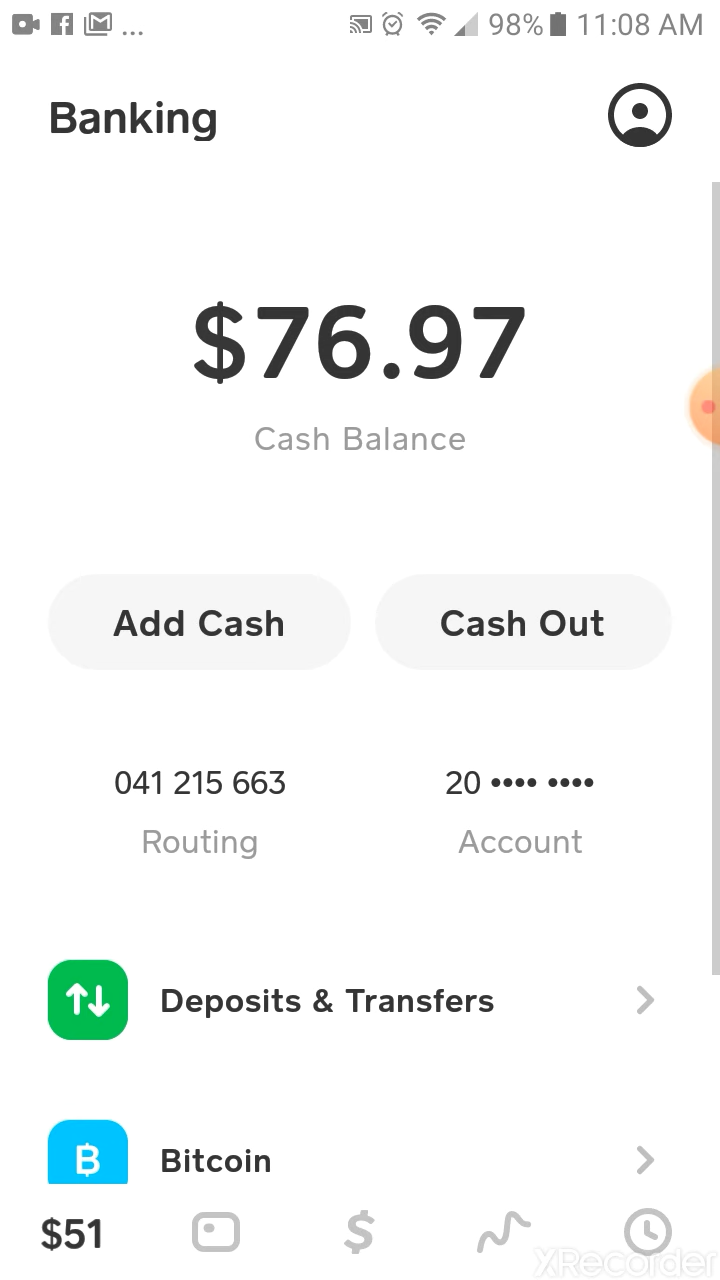 ... 98% 11:08 AM
Banking
$76.97
Cash Balance
Add Cash Cash Out
041 215 663 20 •••• ••••
Routing Account
Deposits & Transfers
Bitcoin
$51 $
XRecorder